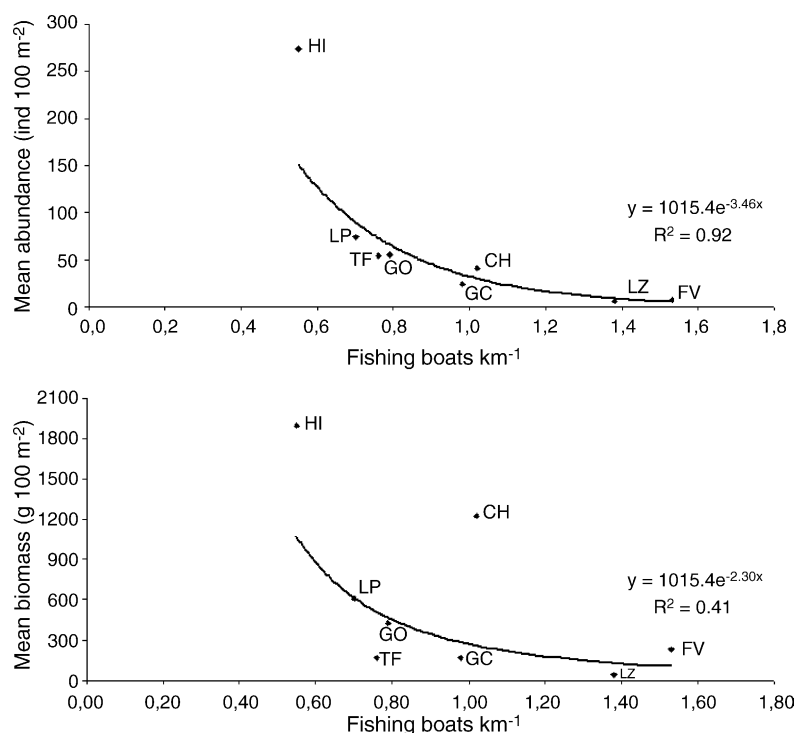 Mean abundance (ind 100 m-2)
300
250
200
150
100
50
0
HI
LP
TF
GO
CH
GC
LZ
FV
y = 1015.4e-3.46x
R2 = 0.92
0,0 0,2 0,4 0,6 0,8 1,0 1,2 1,4 1,6 1,8
Fishing boats km-1
Mean biomass (g 100 m-2)
2100
1800
1500
1200
900
600
300
0
HI
CH
LP
GO
TF
GC
LZ
FV
y = 1015.4e-2.30x
R2 = 0.41
0,00 0,20 0,40 0,60 0,80 1,00 1,20 1,40 1,60 1,80
Fishing boats km-1